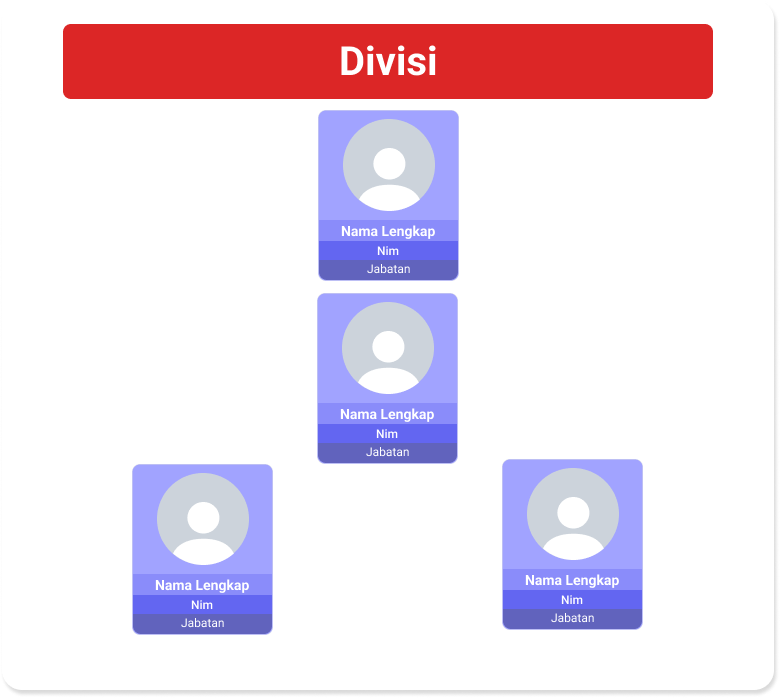 Divisi
Nama Lengkap
Nim
Jabatan
Nama Lengkap
Nim
Jabatan
Nama Lengkap
Nim
Jabatan
Nama Lengkap
Nim
Jabatan